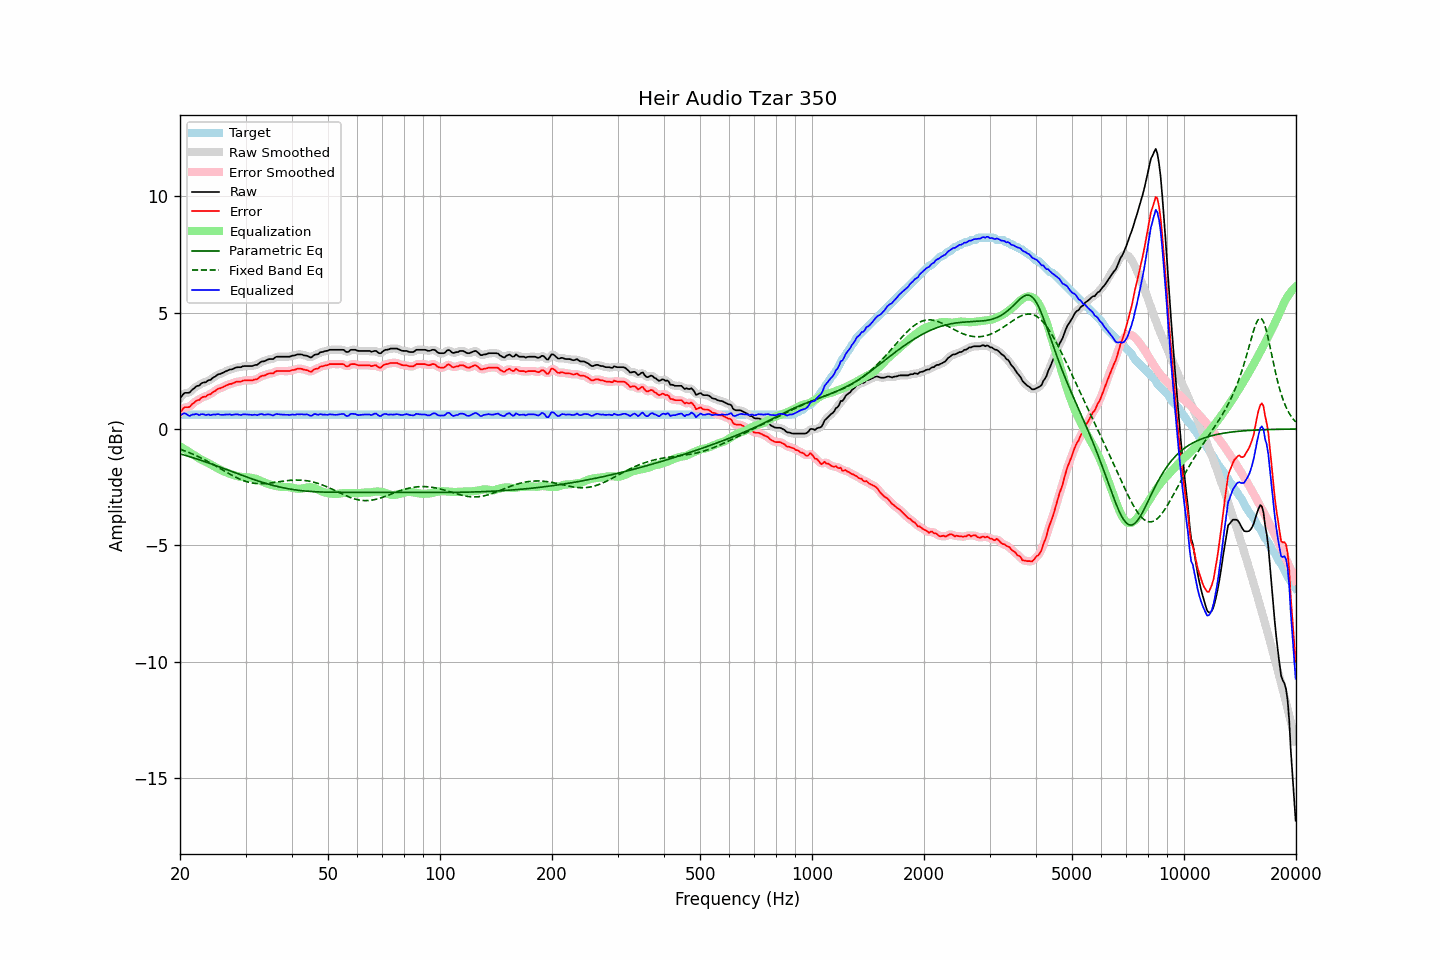 Heir Audio Tzar 350
Target
Raw Smoothed
Error Smoothed
Raw
Error
Equalization
Parametric Eq
Fixed Band Eq
Equalized
10
5
0
−5
−10
−15
Amplitude (dBr)
20
50
100
200
500
1000
2000
5000
10000
20000
Frequency (Hz)